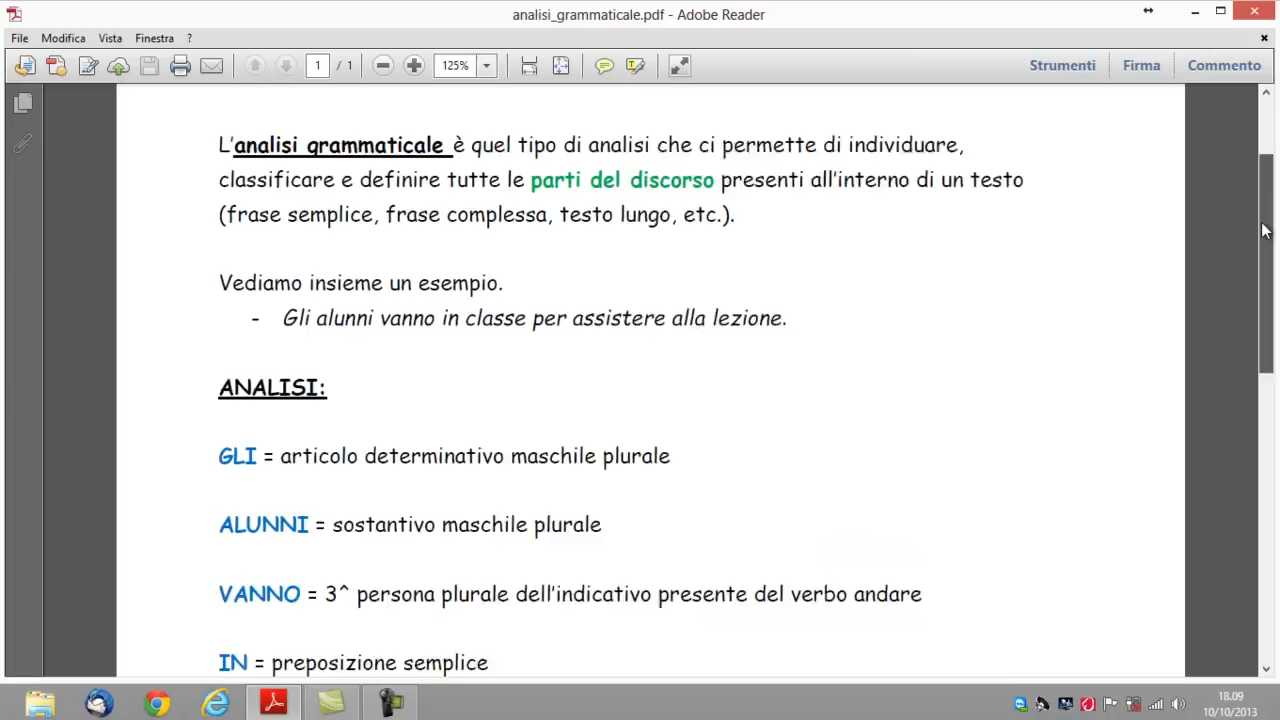 analisi_grammaticale.pdf - Adobe Reader
File Modifica Vista Finestra ?
1 / 1 125% Strumenti Firma Commento
L'analisi grammaticale è quel tipo di analisi che ci permette di individuare,
classificare e definire tutte le parti del discorso presenti all'interno di un testo
(frase semplice, frase complessa, testo lungo, etc.).
Vediamo insieme un esempio.
- Gli alunni vanno in classe per assistere alla lezione.
ANALISI:
GLI = articolo determinativo maschile plurale
ALUNNI = sostantivo maschile plurale
VANNO = 3^ persona plurale dell'indicativo presente del verbo andare
IN = preposizione semplice
18.09
10/10/2013